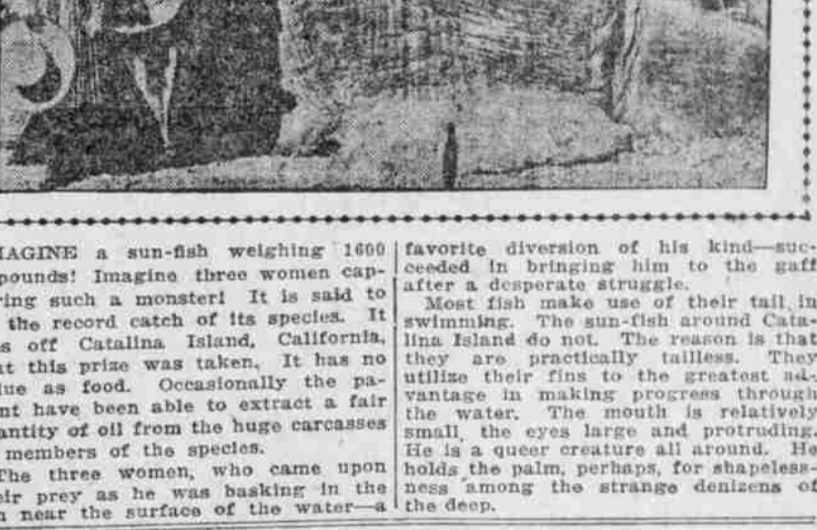 MAGINE a sun-fish weighing 1600
pounds! Imagine three women cap-
ring such a monster! It is said to
the record catch of its species. It
s off Catalina Island, California,
at this prize was taken. It has no
lue as food. Occasionally the pa-
nt have been able to extract a fair
antity of oil from the huge carcasses
members of the species.
The three women, who came upon
eir prey as he was basking in the
n near the surface of the water—a
favorite diversion of his kind—suc-
ceeded in bringing him to the gaff
after a desperate struggle.
Most fish make use of their tail in
swimming. The sun-fish around Cata-
lina Island do not. The reason is that
they are practically tailless. They
utilize their fins to the greatest ad-
vantage in making progress through
the water. The mouth is relatively
small, the eyes large and protruding.
He is a queer creature all around. He
holds the palm, perhaps, for shapeless-
ness among the strange denizens of
the deep.